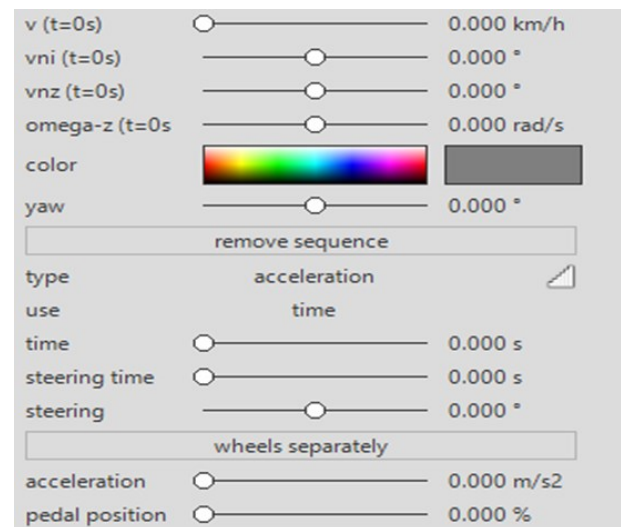 v (t=0s) 0.000 km/h
vni (t=0s) 0.000 °
vnz (t=0s) 0.000 °
omega-z (t=0s 0.000 rad/s
color
yaw 0.000 °
remove sequence
type acceleration
use time
time 0.000 s
steering time 0.000 s
steering 0.000 °
wheels separately
acceleration 0.000 m/s2
pedal position 0.000 %